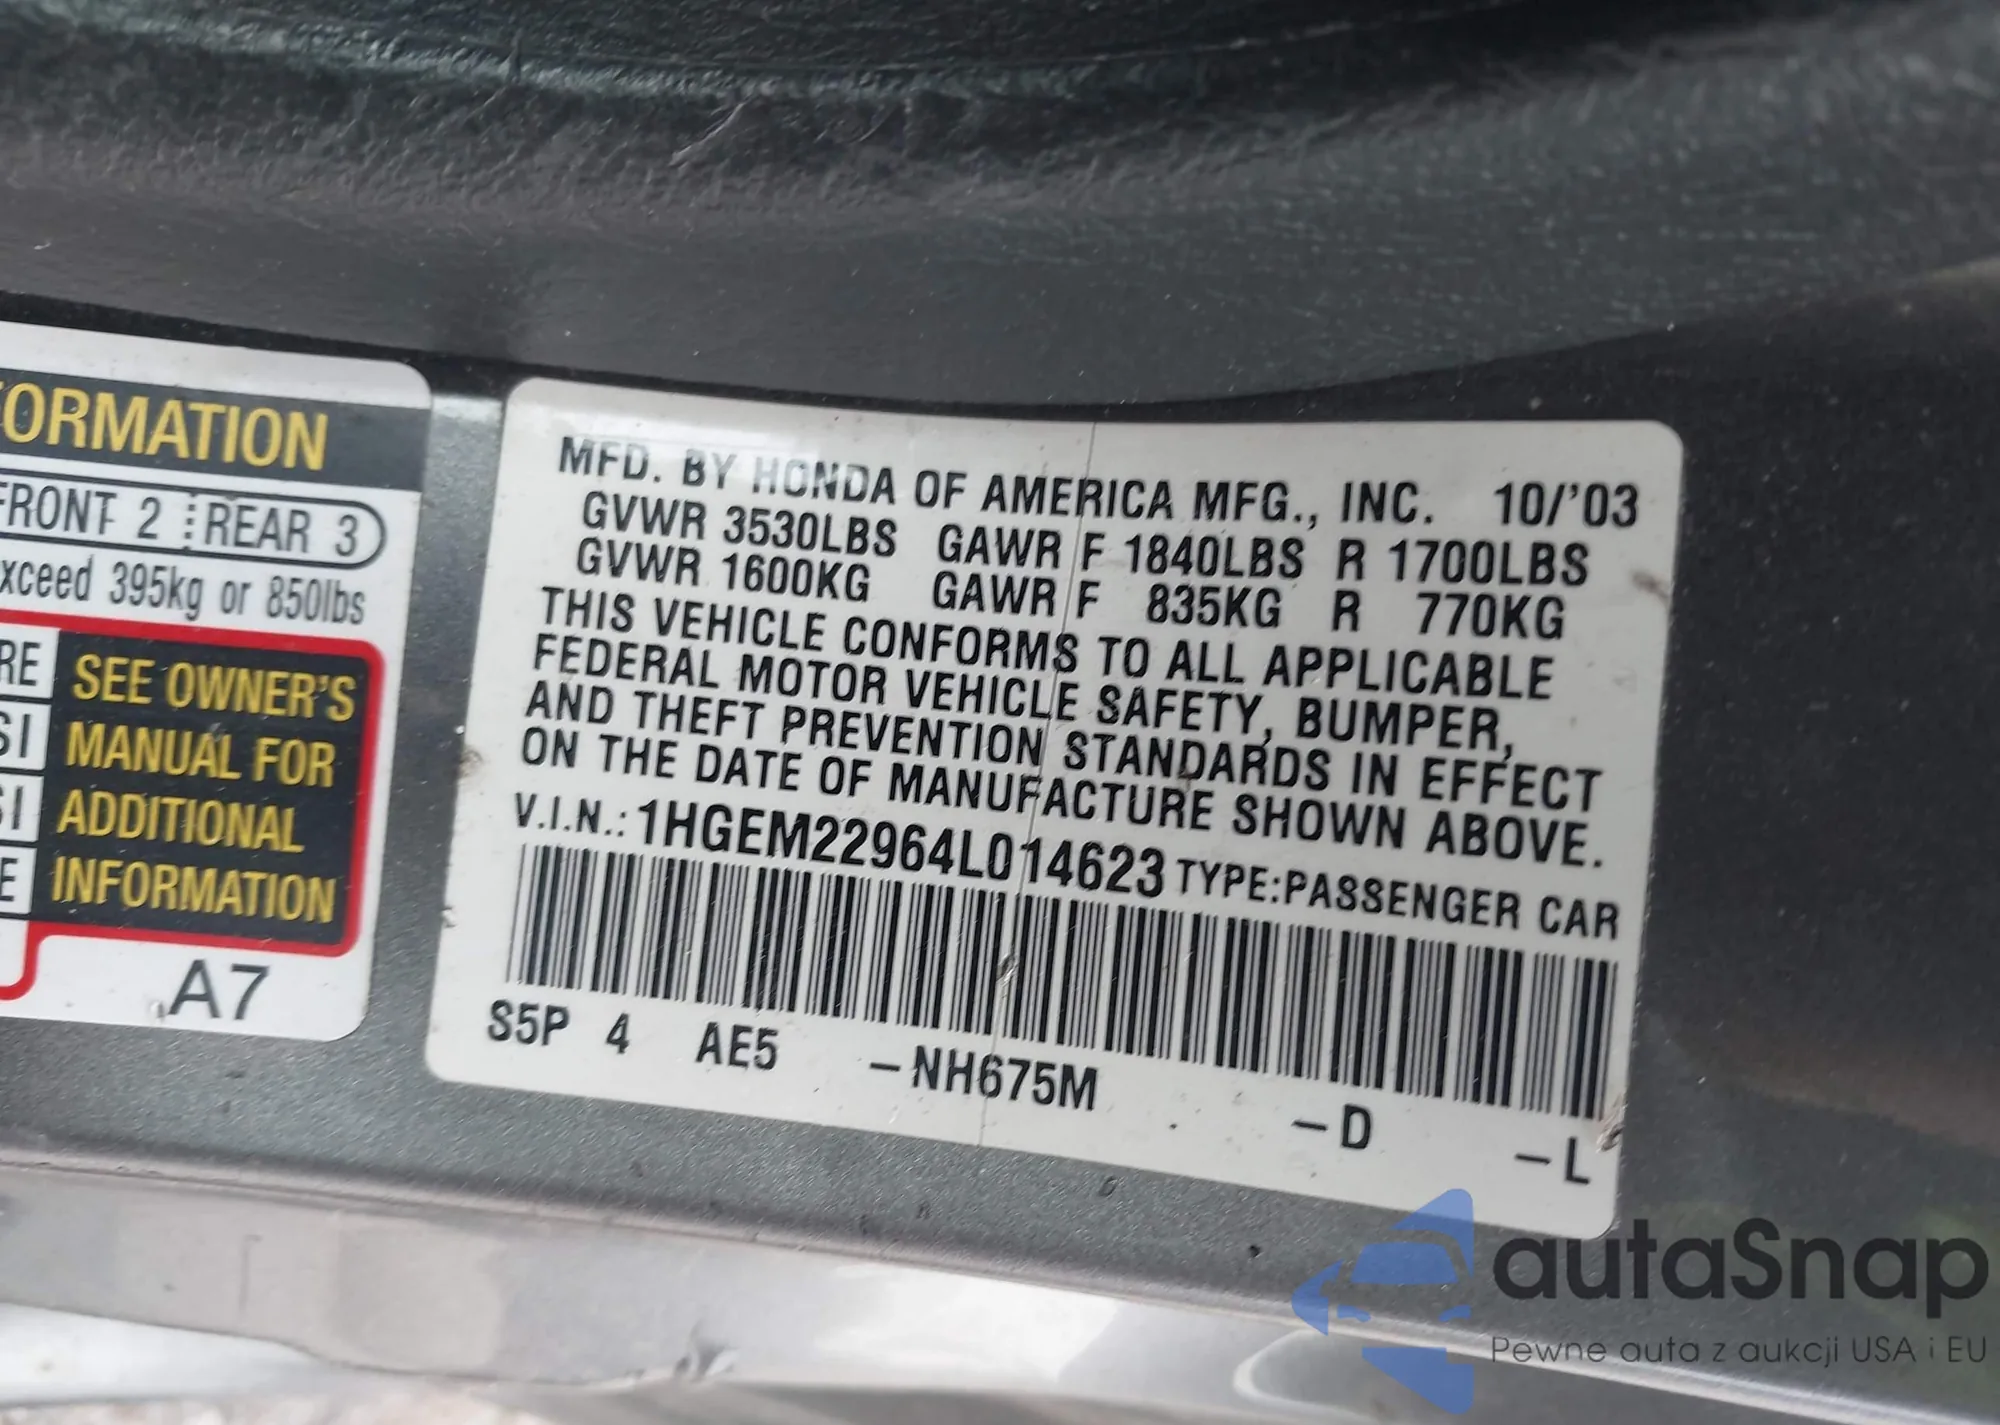 ORMATION
FRONT 2 REAR 3
xceed 395kg or 850lbs
RE
SI
SI
E
SEE OWNER'S
MANUAL FOR
ADDITIONAL
INFORMATION
A7
MFD. BY HONDA OF AMERICA MFG., INC. 10/'03
GVWR 3530LBS GAWR F 1840LBS R 1700LBS
GVWR 1600KG GAWR F 835KG R 770KG
THIS VEHICLE CONFORMS TO ALL APPLICABLE
FEDERAL MOTOR VEHICLE SAFETY, BUMPER,
AND THEFT PREVENTION STANDARDS IN EFFECT
ON THE DATE OF MANUFACTURE SHOWN ABOVE.
V.I.N.: 1HGEM22964L014623 TYPE:PASSENGER CAR
S5P 4 AE5 -NH675M -D -L
autaSnap
Pewne auta z aukcji USA i EU